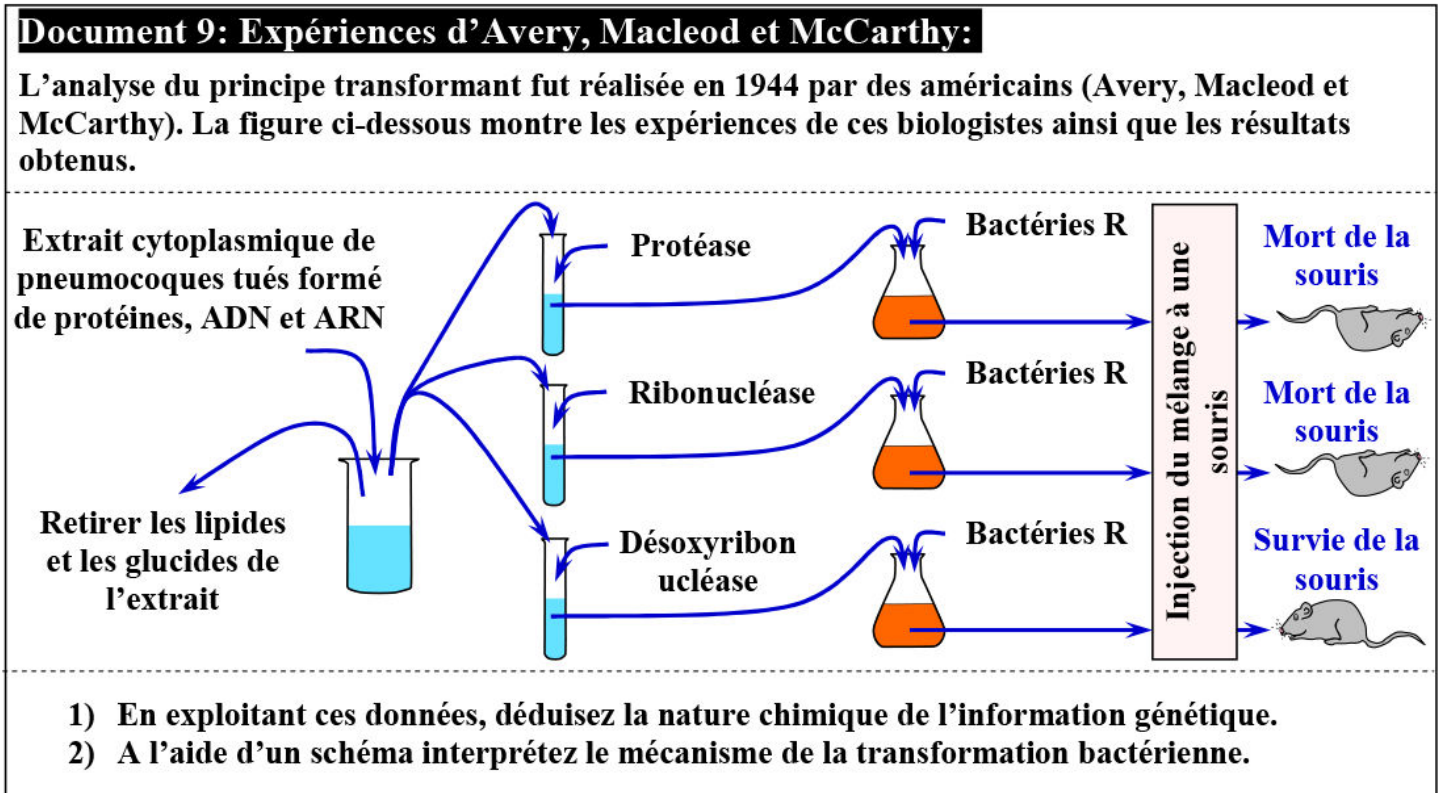 Document 9: Expériences d’Avery, Macleod et McCarthy:
L’analyse du principe transformant fut réalisée en 1944 par des américains (Avery, Macleod et
McCarthy). La figure ci-dessous montre les expériences de ces biologistes ainsi que les résultats
obtenus.
Extrait cytoplasmique de
pneumocoques tués formé
de protéines, ADN et ARN
Retirer les lipides
et les glucides de
l’extrait
Protéase
Bactéries R
Mort de la
souris
Ribonucléase
Bactéries R
Mort de la
souris
Désoxyribon
ucléase
Bactéries R
Survie de la
souris
Injection du mélange à une
souris
1) En exploitant ces données, déduisez la nature chimique de l’information génétique.
2) A l’aide d’un schéma interprétez le mécanisme de la transformation bactérienne.